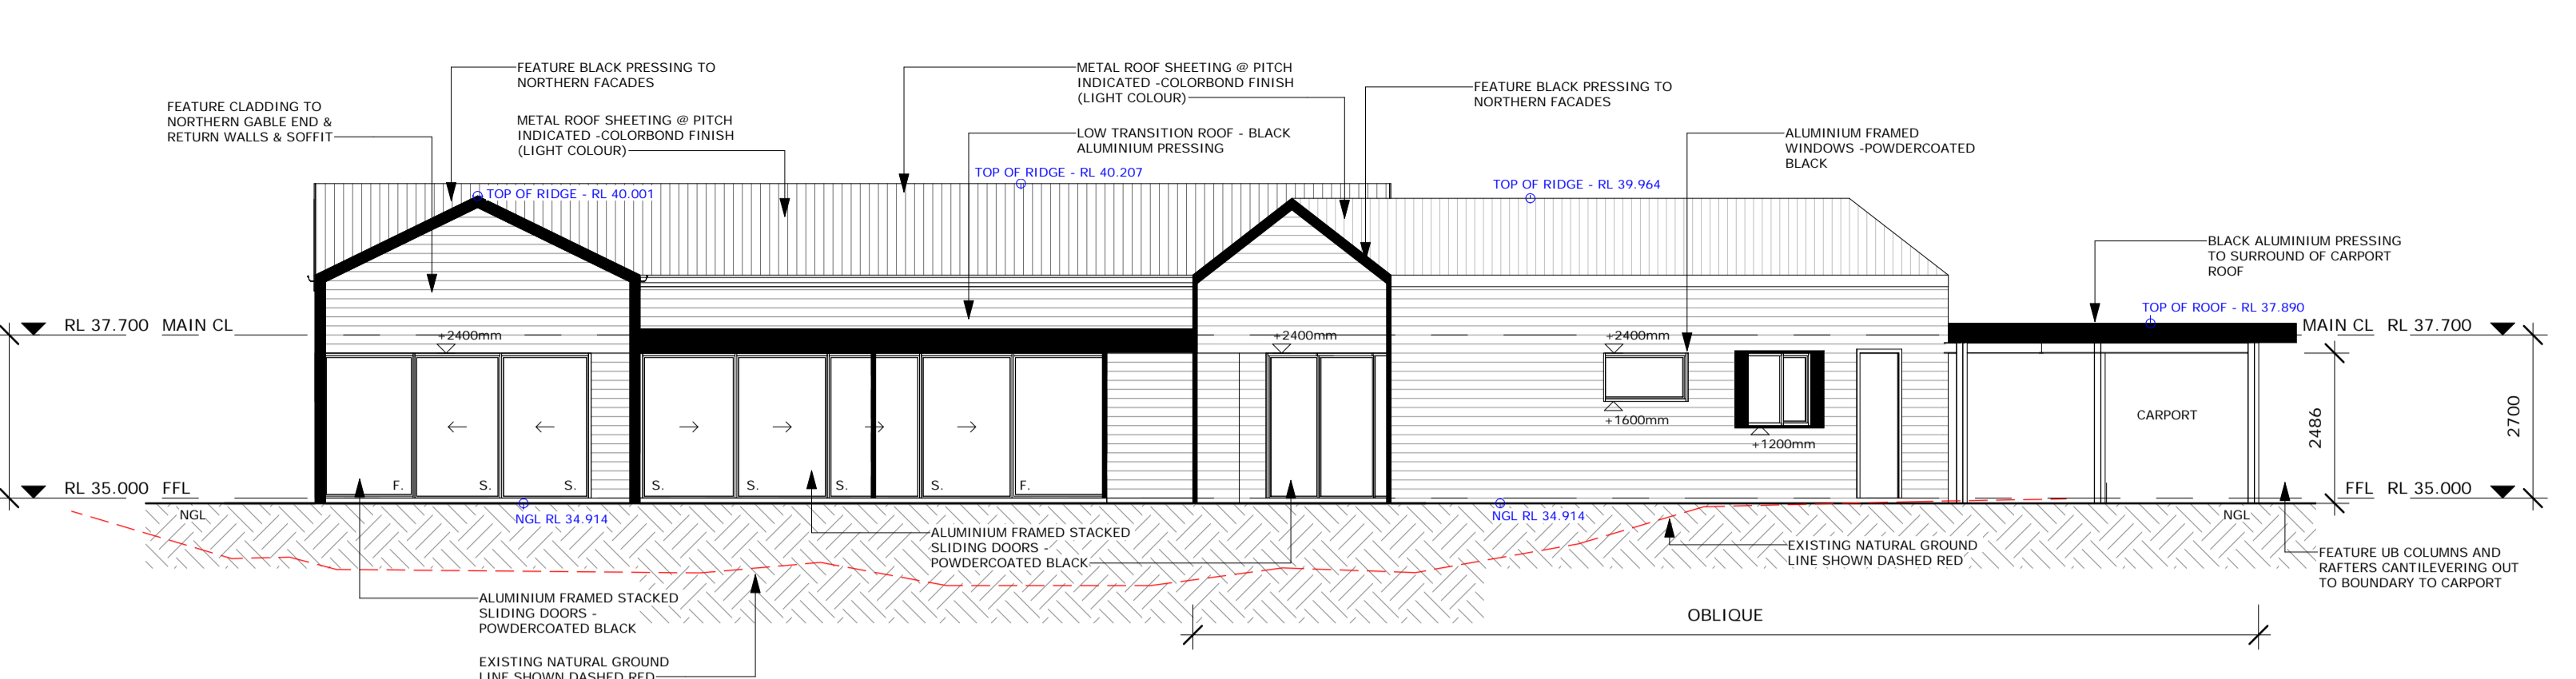 FEATURE BLACK PRESSING TO
NORTHERN FACADES
FEATURE CLADDING TO
NORTHERN GABLE END &
RETURN WALLS & SOFFIT
METAL ROOF SHEETING @ PITCH
INDICATED -COLORBOND FINISH
(LIGHT COLOUR)
METAL ROOF SHEETING @ PITCH
INDICATED -COLORBOND FINISH
(LIGHT COLOUR)
LOW TRANSITION ROOF - BLACK
ALUMINIUM PRESSING
FEATURE BLACK PRESSING TO
NORTHERN FACADES
ALUMINIUM FRAMED
WINDOWS -POWDERCOATED
BLACK
TOP OF RIDGE - RL 40.001
TOP OF RIDGE - RL 40.207
TOP OF RIDGE - RL 39.964
BLACK ALUMINIUM PRESSING
TO SURROUND OF CARPORT
ROOF
TOP OF ROOF - RL 37.890
RL 37.700 MAIN CL
MAIN CL RL 37.700
+2400mm
+2400mm
+2400mm
+1600mm
+1200mm
CARPORT
2486
2700
F.
S.
S.
S.
S.
S.
S.
F.
RL 35.000 FFL
FFL RL 35.000
NGL
NGL RL 34.914
NGL RL 34.914
NGL
ALUMINIUM FRAMED STACKED
SLIDING DOORS -
POWDERCOATED BLACK
EXISTING NATURAL GROUND
LINE SHOWN DASHED RED
FEATURE UB COLUMNS AND
RAFTERS CANTILEVERING OUT
TO BOUNDARY TO CARPORT
ALUMINIUM FRAMED STACKED
SLIDING DOORS -
POWDERCOATED BLACK
OBLIQUE
EXISTING NATURAL GROUND
LINE SHOWN DASHED RED